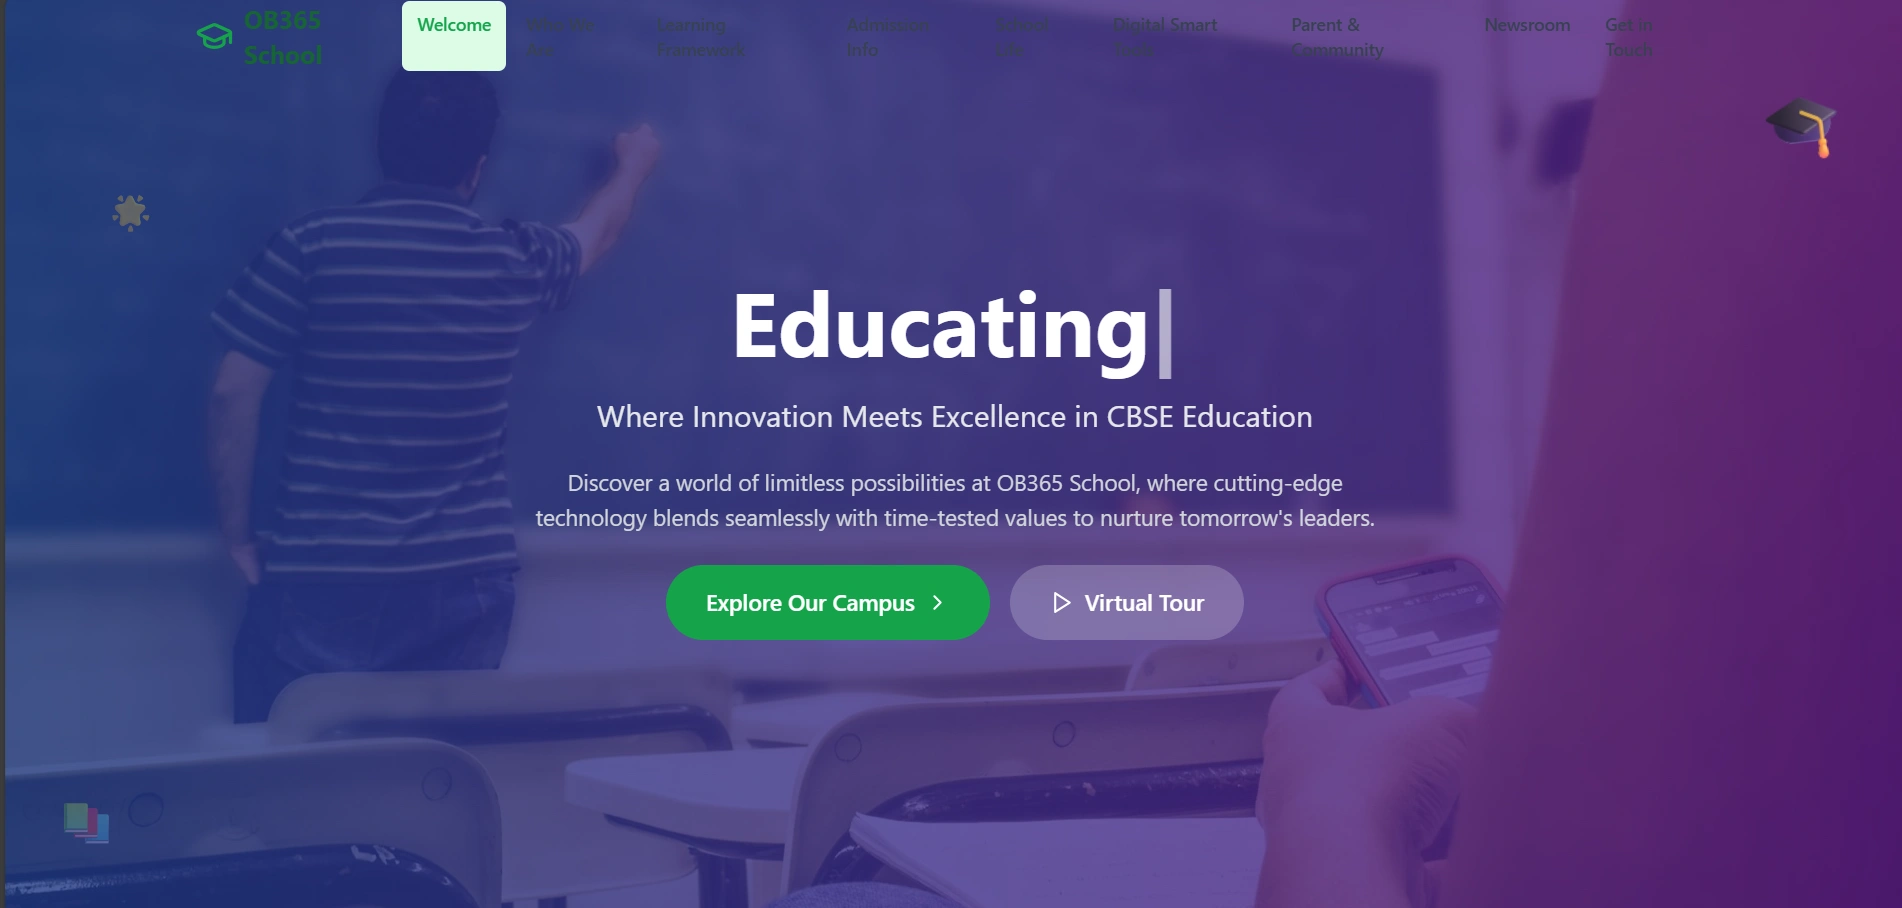 OB365
School
Welcome
What We
Are
Learning
Framework
Admission
Info
School
Life
Digital Smart
Tools
Parent &
Community
Newsroom
Get in
Touch
Educating
Where Innovation Meets Excellence in CBSE Education
Discover a world of limitless possibilities at OB365 School, where cutting-edge
technology blends seamlessly with time-tested values to nurture tomorrow's leaders.
Explore Our Campus
Virtual Tour